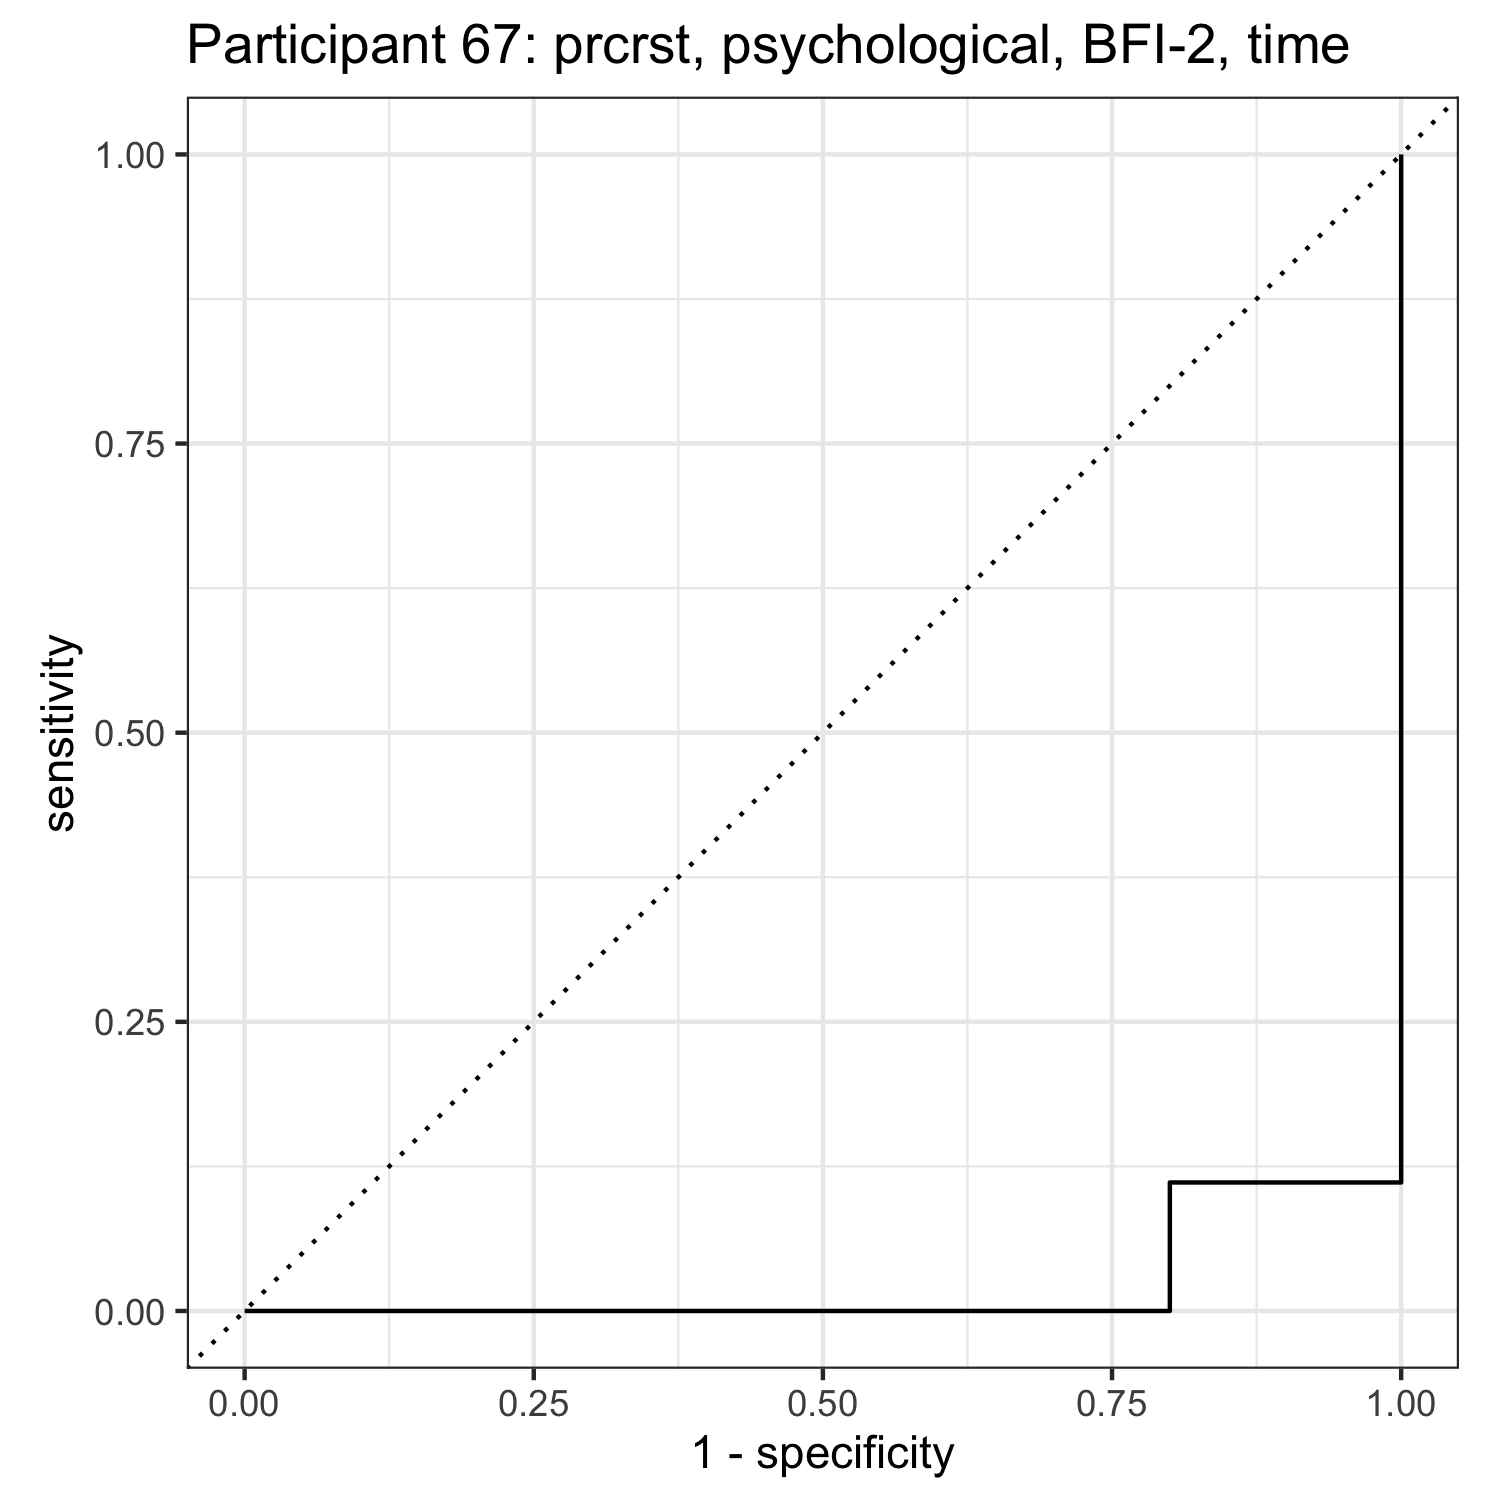 Participant 67: prcrst, psychological, BFI-2, time
1.00
0.75
0.50
0.25
0.00
sensitivity
0.00 0.25 0.50 0.75 1.00
1 - specificity